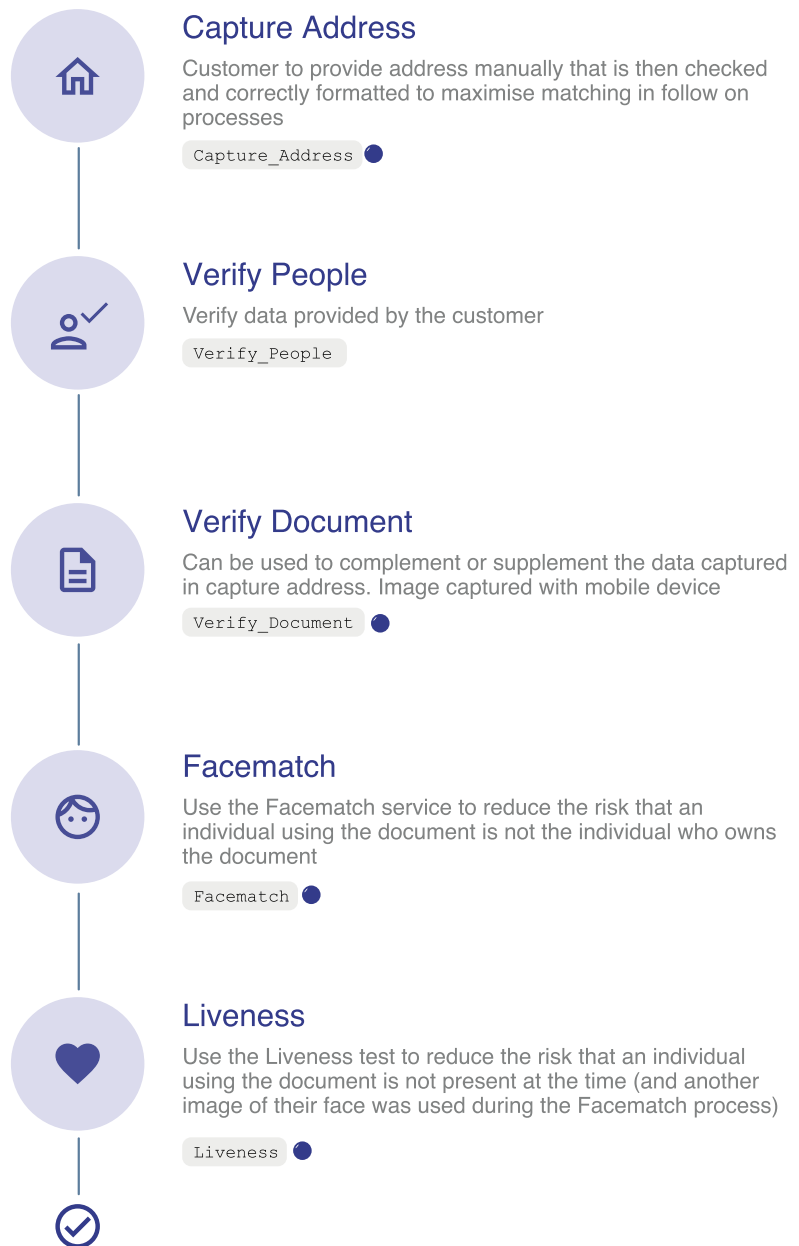 Capture Address
Customer to provide address manually that is then checked
and correctly formatted to maximise matching in follow on
processes
Capture_Address
Verify People
Verify data provided by the customer
Verify_People
Verify Document
Can be used to complement or supplement the data captured
in capture address. Image captured with mobile device
Verify_Document
Facematch
Use the Facematch service to reduce the risk that an
individual using the document is not the individual who owns
the document
Facematch
Liveness
Use the Liveness test to reduce the risk that an individual
using the document is not present at the time (and another
image of their face was used during the Facematch process)
Liveness